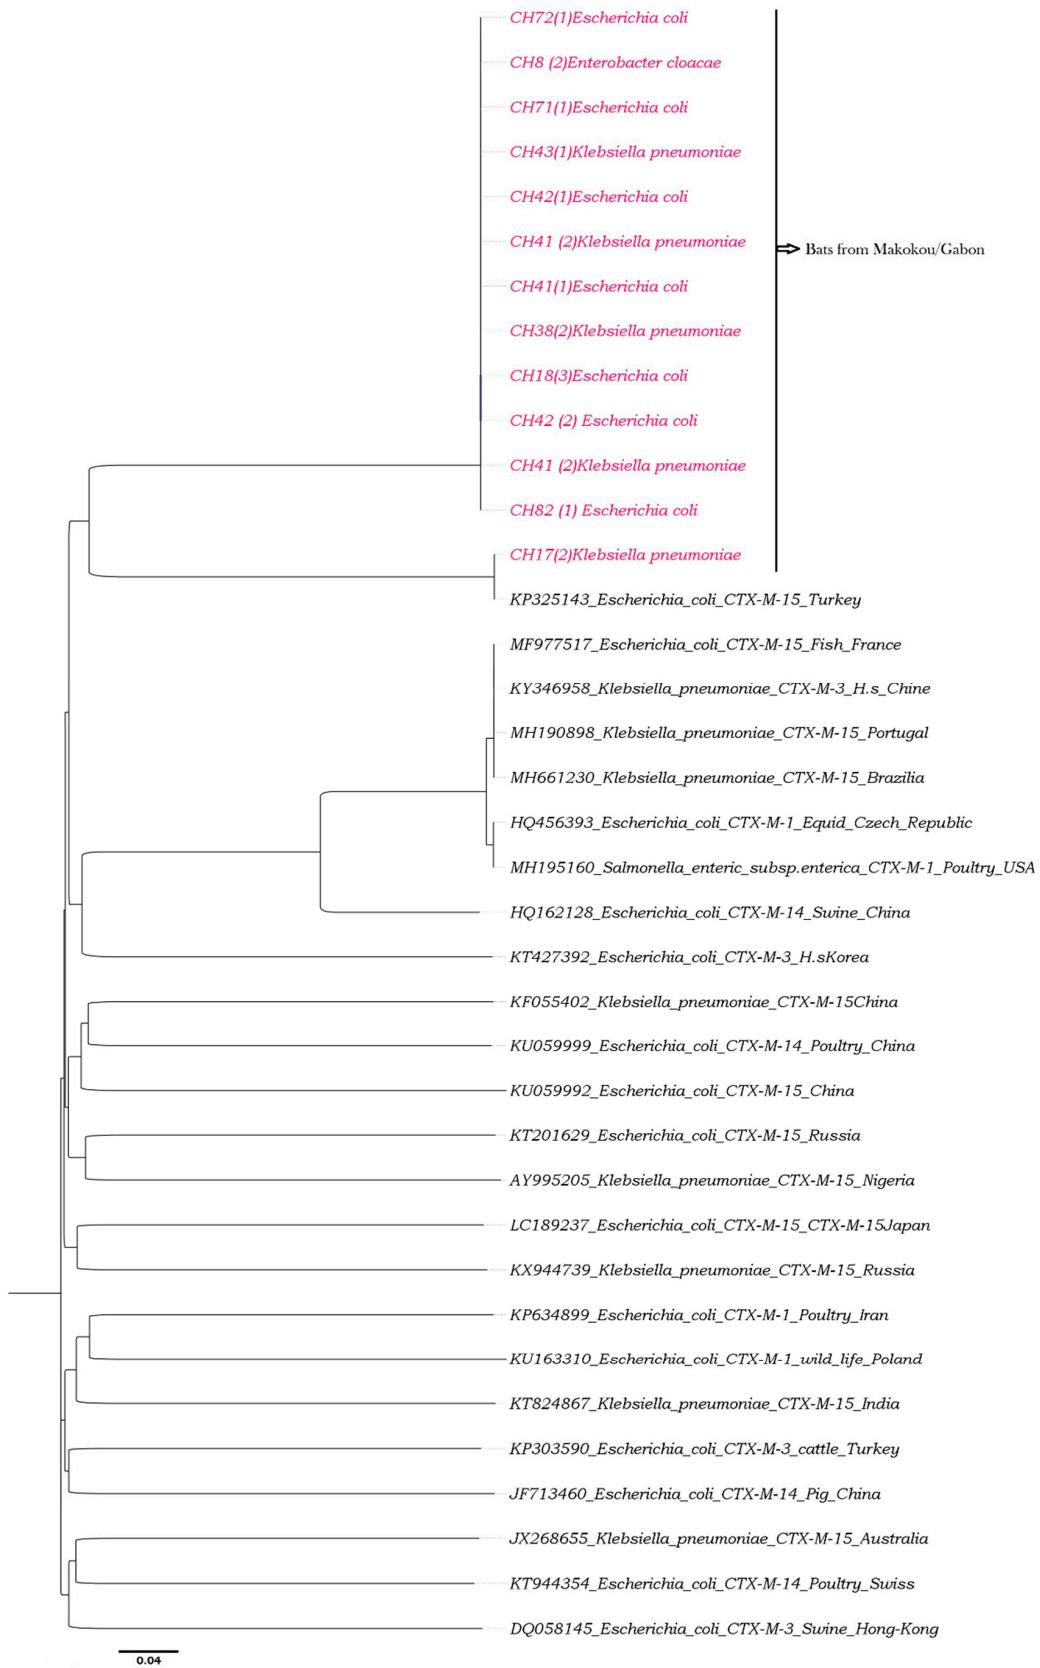 CH72(1)Escherichia coli
CH8 (2)Enterobacter cloacae
CH71(1)Escherichia coli
CH43(1)Klebsiella pneumoniae
CH42(1)Escherichia coli
CH41 (2)Klebsiella pneumoniae
Bats from Makokou/Gabon
CH41(1)Escherichia coli
CH38(2)Klebsiella pneumoniae
CH18(3)Escherichia coli
CH42 (2) Escherichia coli
CH41 (2)Klebsiella pneumoniae
CH82 (1) Escherichia coli
CH17(2)Klebsiella pneumoniae
KP325143_Escherichia_coli_CTX-M-15_Turkey
MF977517_Escherichia_coli_CTX-M-15_Fish_France
KY346958_Klebsiella_pneumoniae_CTX-M-3_H.s_Chine
MH190898_Klebsiella_pneumoniae_CTX-M-15_Portugal
MH661230_Klebsiella_pneumoniae_CTX-M-15_Brazilia
HQ456393_Escherichia_coli_CTX-M-1_Equid_Czech_Republic
MH195160_Salmonella_enteric_subsp.enterica_CTX-M-1_Poultry_USA
HQ162128_Escherichia_coli_CTX-M-14_Swine_China
KT427392_Escherichia_coli_CTX-M-3_H.sKorea
KF055402_Klebsiella_pneumoniae_CTX-M-15China
KU059999_Escherichia_coli_CTX-M-14_Poultry_China
KU059992_Escherichia_coli_CTX-M-15_China
KT201629_Escherichia_coli_CTX-M-15_Russia
AY995205_Klebsiella_pneumoniae_CTX-M-15_Nigeria
LC189237_Escherichia_coli_CTX-M-15_CTX-M-15Japan
KX944739_Klebsiella_pneumoniae_CTX-M-15_Russia
KP634899_Escherichia_coli_CTX-M-1_Poultry_Iran
KU163310_Escherichia_coli_CTX-M-1_wild_life_Poland
KT824867_Klebsiella_pneumoniae_CTX-M-15_India
KP303590_Escherichia_coli_CTX-M-3_cattle_Turkey
JF713460_Escherichia_coli_CTX-M-14_Pig_China
JX268655_Klebsiella_pneumoniae_CTX-M-15_Australia
KT944354_Escherichia_coli_CTX-M-14_Poultry_Swiss
DQ058145_Escherichia_coli_CTX-M-3_Swine_Hong-Kong
0.04